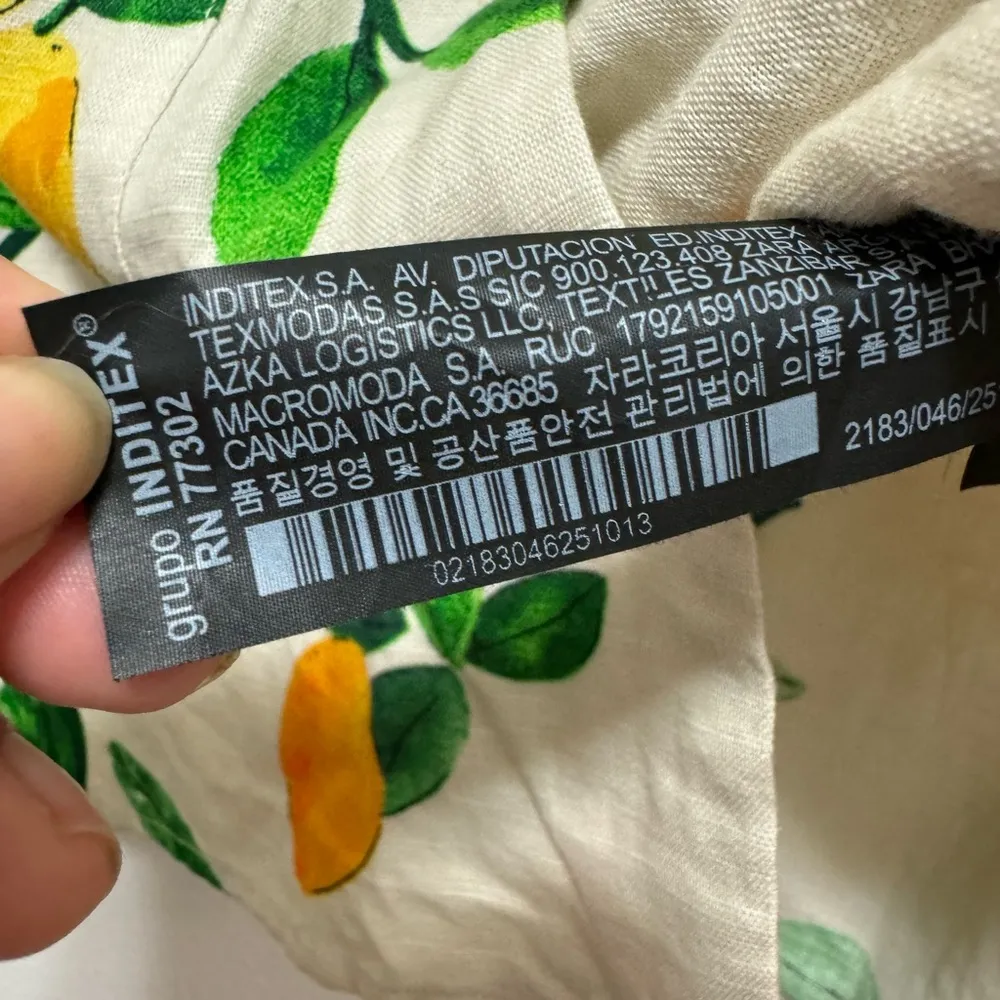 grupo INDITEX®
RN 77302
INDITEX,S.A. AV. DIPUTACION ED.INDITEX
TEXMODAS S.A.S SIC 900.123.408 ZARA
AZKA LOGISTICS LLC, TEXTILES ZANZIBAR
MACROMODA S.A. RUC 1792159105001 ZARA
CANADA INC.CA 36685 자라코리아 서울시 강남구
품질경영 및 공산품안전 관리법에 의한 품질표시
02183046251013
2183/046/25